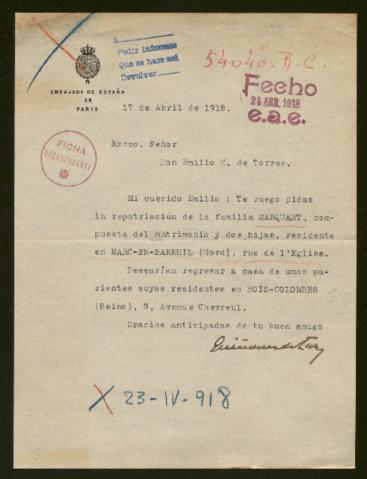 A
Pedir informes
Que se hace así
Devolver
54040. R.C.
Fecho
24 ABR. 1918
e.a.e.
EMBAJADA DE ESPAÑA
EN
PARIS
17 de Abril de 1918.
FICHA
Excmo. Señor
Don Emilio M. de Torres.
Mi querido Emilio : Te ruego pidas
la repatriación de la familia MARQUANT, com-
puesta del matrimonio y dos hijas, residente
en MARC-EN-BAREUIL (Nord), rue de l'Eglise.
Desearían regresar a casa de unos pa-
rientes suyos residentes en BOIS-COLOMBES
(Seine), 9, Avenue Chevreul.
Gracias anticipadas de tu buen amigo
X 23-IV-918